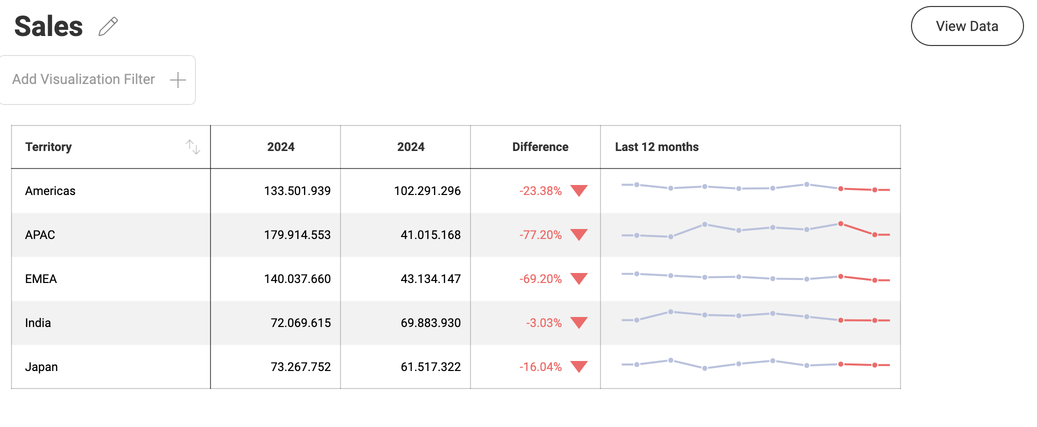 Sales
View Data
Add Visualization Filter
Territory 2024 2024 Difference Last 12 months
Americas 133.501.939 102.291.296 -23.38%
APAC 179.914.553 41.015.168 -77.20%
EMEA 140.037.660 43.134.147 -69.20%
India 72.069.615 69.883.930 -3.03%
Japan 73.267.752 61.517.322 -16.04%